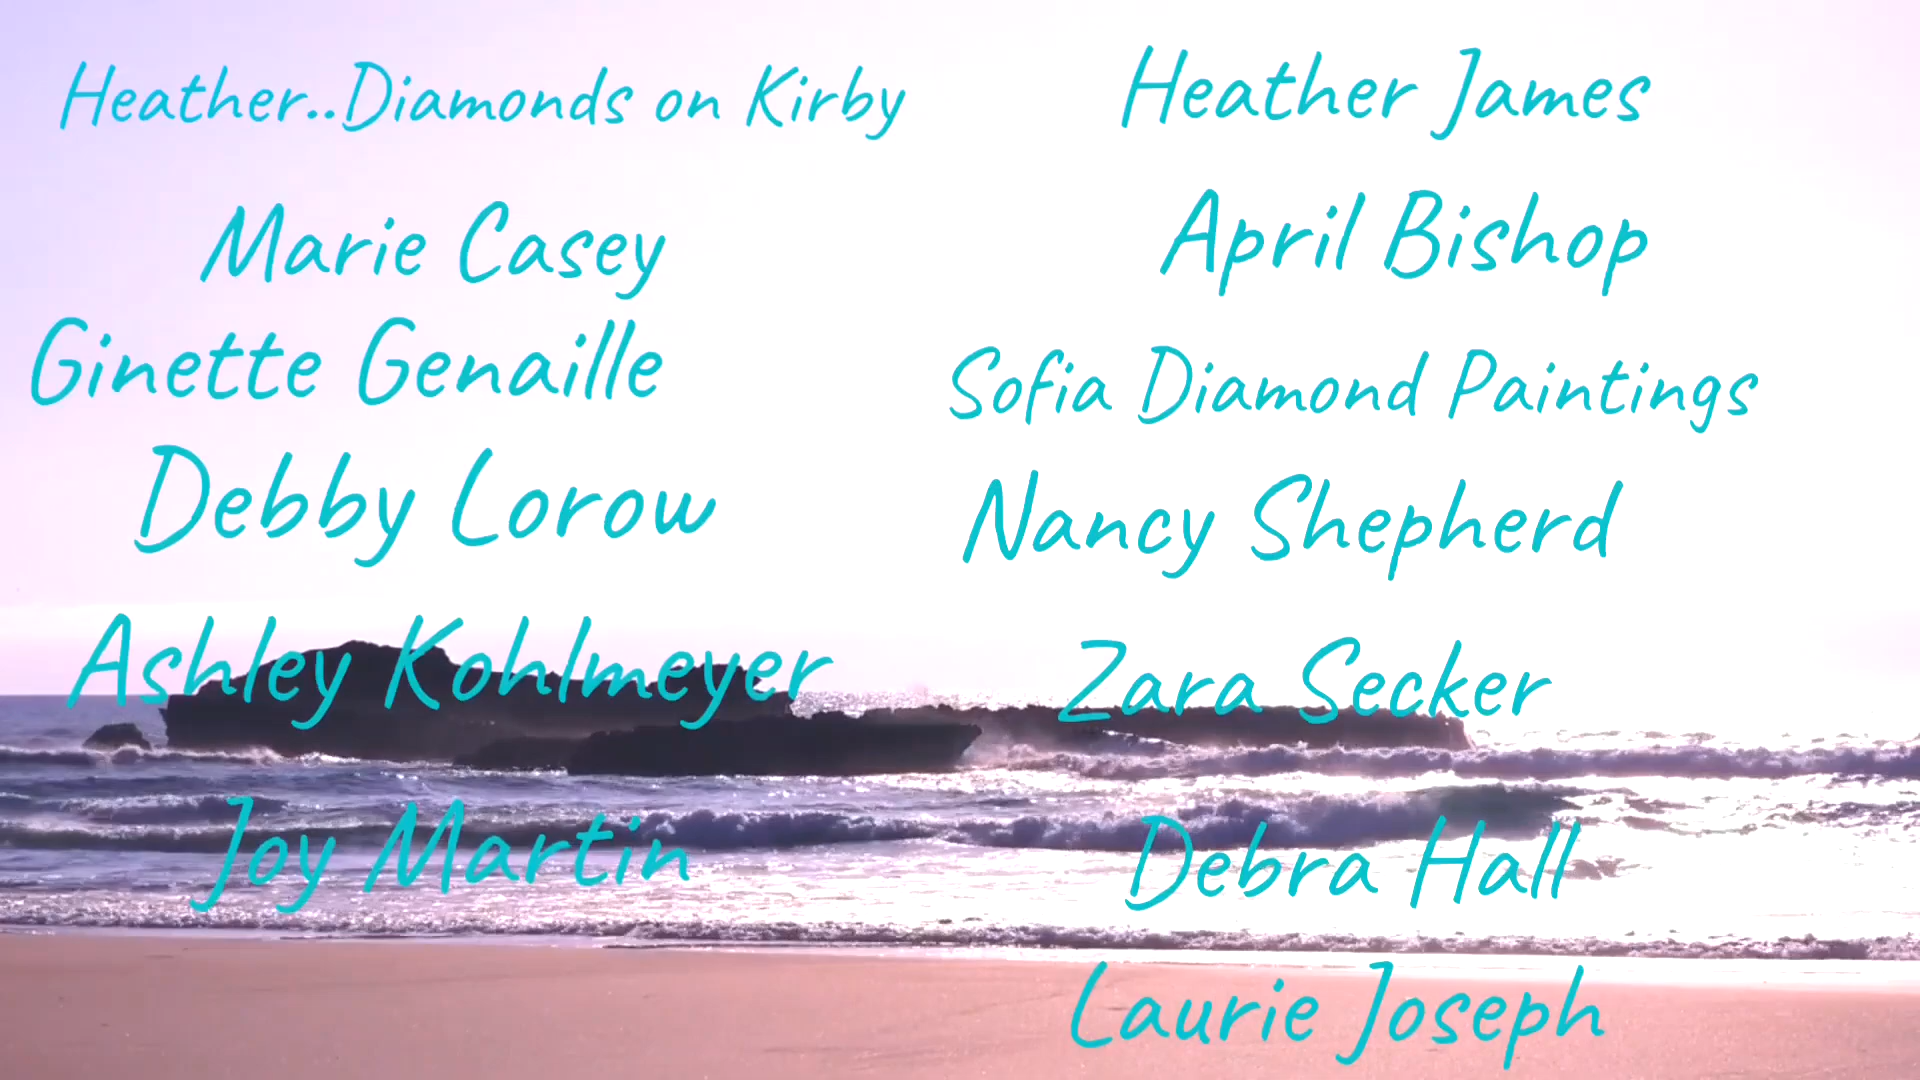 Heather..Diamonds on Kirby
Marie Casey
Ginette Genaille
Debby Lorow
Ashley Kohlmeyer
Joy Martin
Heather James
April Bishop
Sofia Diamond Paintings
Nancy Shepherd
Zara Secker
Debra Hall
Laurie Joseph